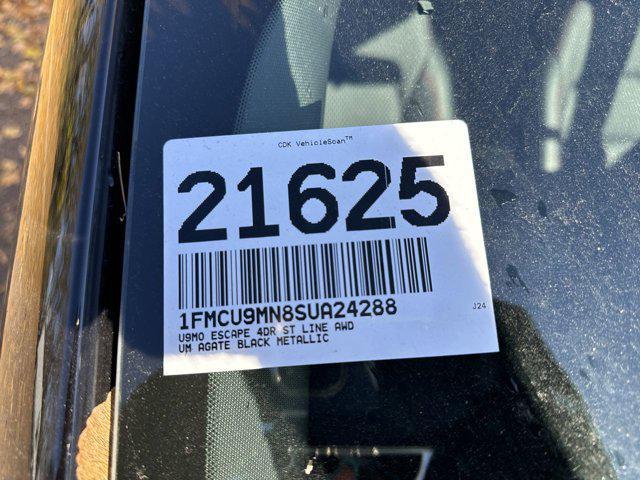 CDK VehicleScan™
21625
1FMCU9MN8SUA24288
J24
U9M0 ESCAPE 4DR ST LINE AWD
UM AGATE BLACK METALLIC